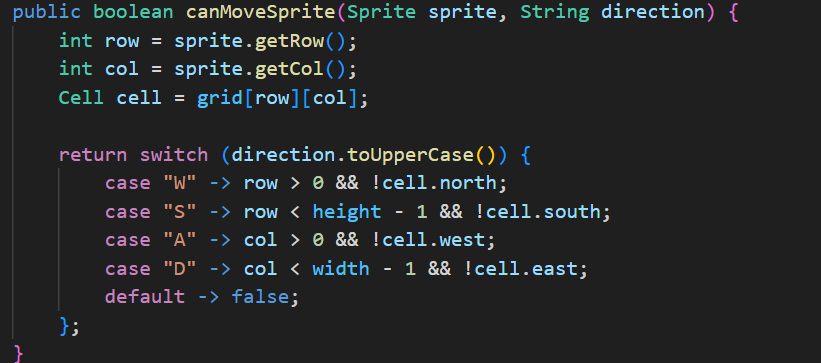 public boolean canMoveSprite(Sprite sprite, String direction) {
    int row = sprite.getRow();
    int col = sprite.getCol();
    Cell cell = grid[row][col];

    return switch (direction.toUpperCase()) {
        case "W" -> row > 0 && !cell.north;
        case "S" -> row < height - 1 && !cell.south;
        case "A" -> col > 0 && !cell.west;
        case "D" -> col < width - 1 && !cell.east;
        default -> false;
    };
}